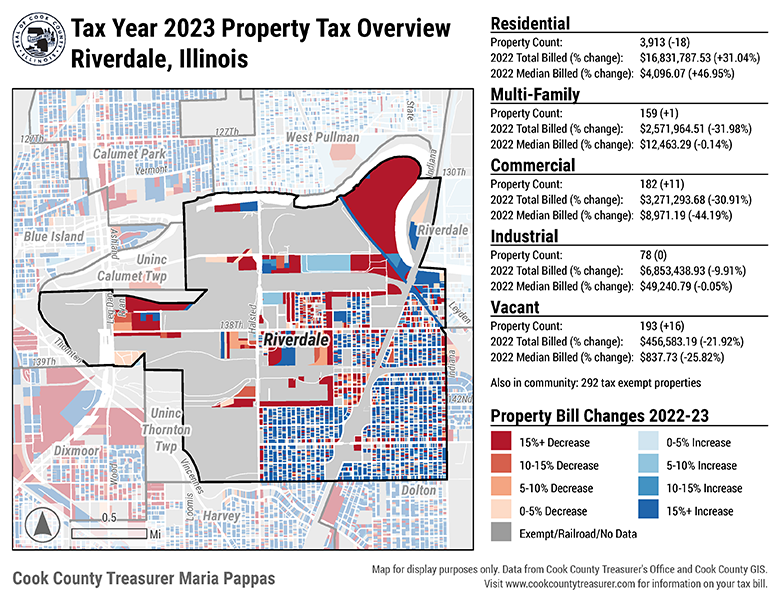 SEAL OF COOK COUNTY
ILLINOIS
Tax Year 2023 Property Tax Overview
Riverdale, Illinois
Residential
Property Count: 3,913 (-18)
2022 Total Billed (% change): $16,831,787.53 (+31.04%)
2022 Median Billed (% change): $4,096.07 (+46.95%)
Multi-Family
Property Count: 159 (+1)
2022 Total Billed (% change): $2,571,964.51 (-31.98%)
2022 Median Billed (% change): $12,463.29 (-0.14%)
Commercial
Property Count: 182 (+11)
2022 Total Billed (% change): $3,271,293.68 (-30.91%)
2022 Median Billed (% change): $8,971.19 (-44.19%)
Industrial
Property Count: 78 (0)
2022 Total Billed (% change): $6,853,438.93 (-9.91%)
2022 Median Billed (% change): $49,240.79 (-0.05%)
Vacant
Property Count: 193 (+16)
2022 Total Billed (% change): $456,583.19 (-21.92%)
2022 Median Billed (% change): $837.73 (-25.82%)
Also in community: 292 tax exempt properties
Property Bill Changes 2022-23
15%+ Decrease
10-15% Decrease
5-10% Decrease
0-5% Decrease
Exempt/Railroad/No Data
0-5% Increase
5-10% Increase
10-15% Increase
15%+ Increase
127Th
127Th
State
West Pullman
Calumet Park
Vermont
Indiana
130Th
Blue Island
Ashland
Riverdale
Uninc
Calumet Twp
Leyden
Halsted
138Th
Riverdale
Thornton
139Th
Indiana
142Nd
Uninc
Thornton
Twp
Dixmoor
Wood
Vincennes
Loomis
Harvey
Dolton
0.5
Mi
Cook County Treasurer Maria Pappas
Map for display purposes only. Data from Cook County Treasurer's Office and Cook County GIS.
Visit www.cookcountytreasurer.com for information on your tax bill.